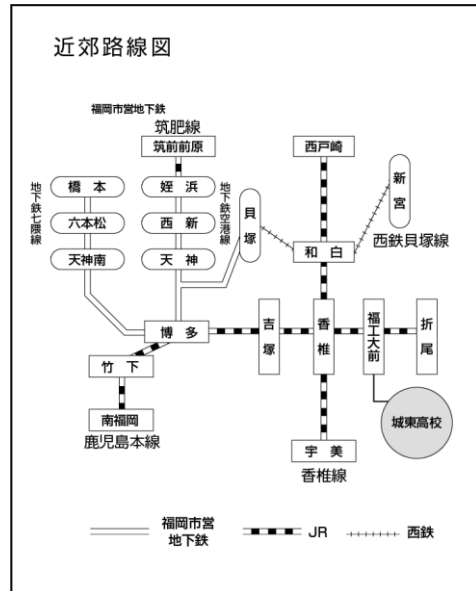 近郊路線図
福岡市営地下鉄
筑肥線
筑前前原
西戸崎
地下鉄七隈線
橋本
姪浜
地下鉄空港線
貝塚
新宮
六本松
西新
天神南
天神
和白
西鉄貝塚線
博多
吉塚
香椎
福工大前
折尾
竹下
南福岡
鹿児島本線
城東高校
宇美
香椎線
福岡市営
地下鉄
JR
西鉄